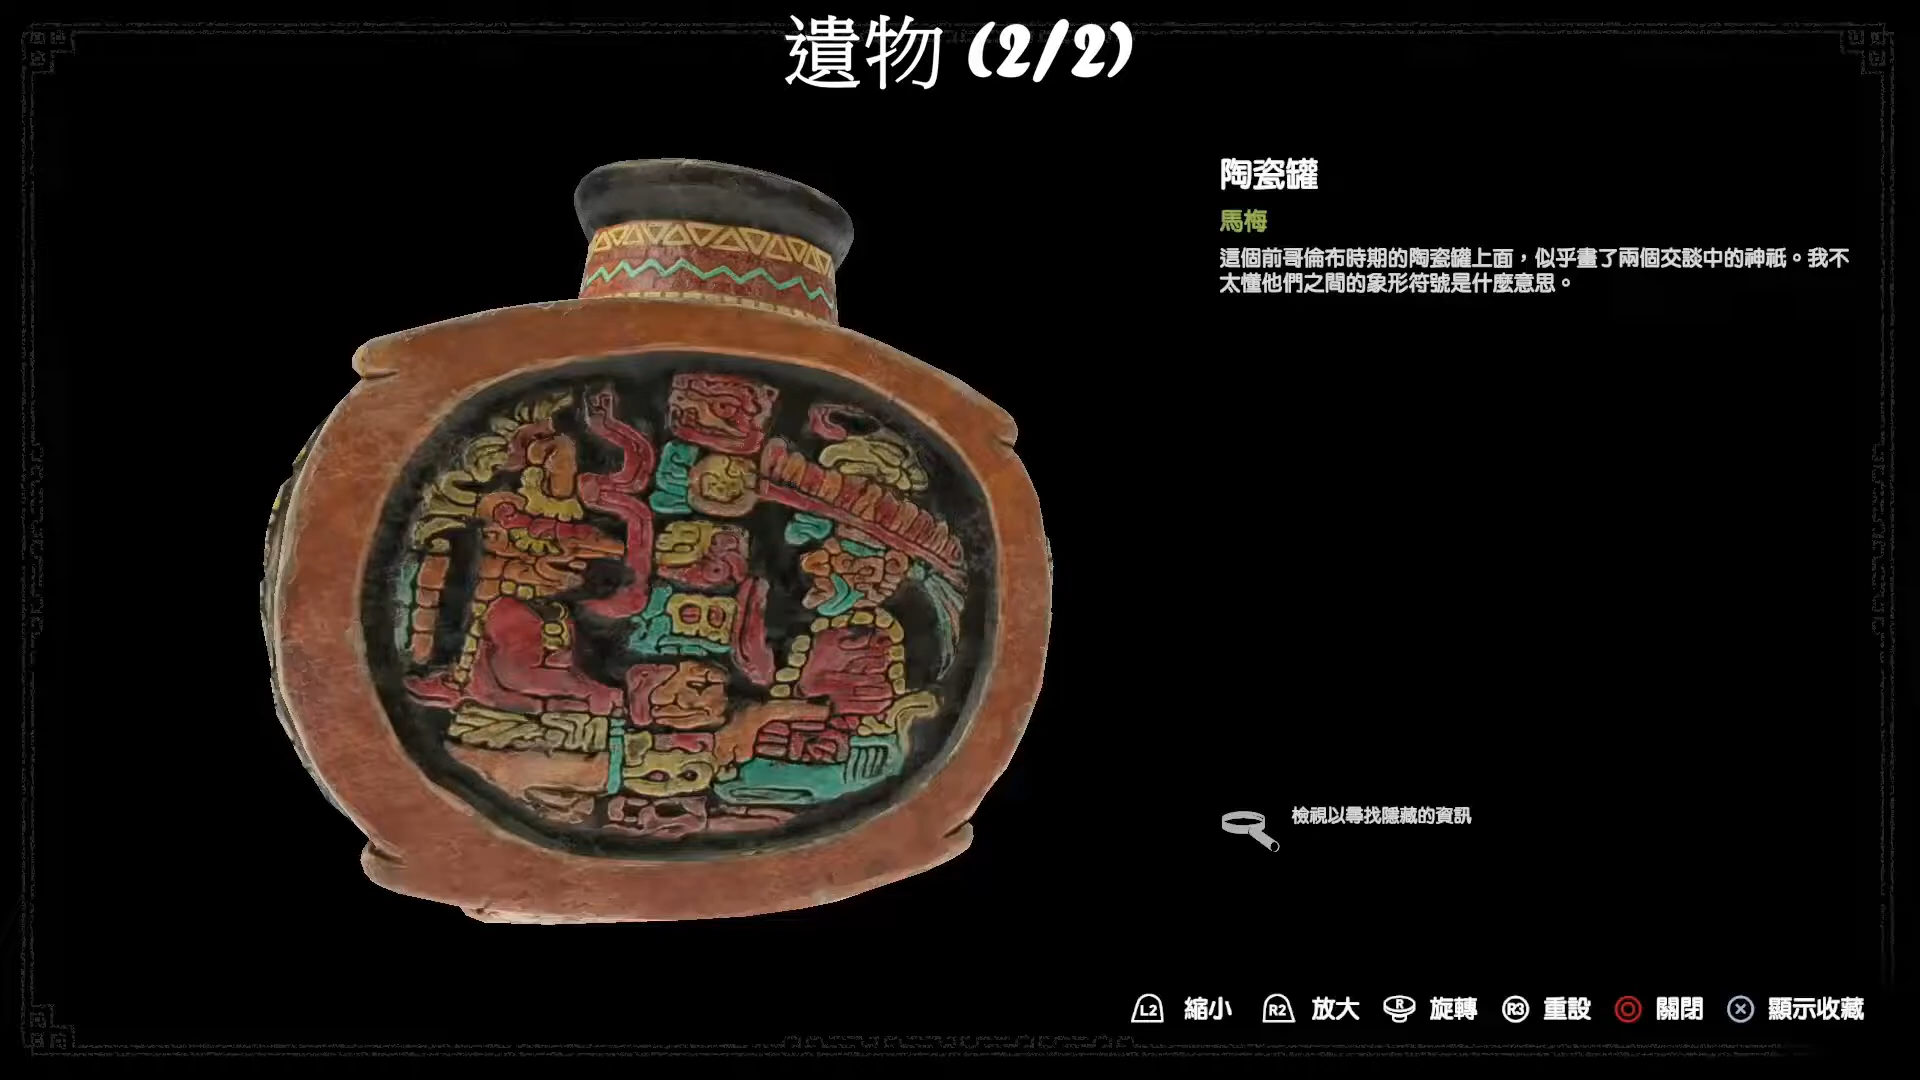 遺物 (2/2)
陶瓷罐
馬梅
這個前哥倫布時期的陶瓷罐上面，似乎畫了兩個交談中的神祇。我不
太懂他們之間的象形符號是什麼意思。
檢視以尋找隱藏的資訊
L2 縮小 R2 放大 R 旋轉 R3 重設 關閉 顯示收藏